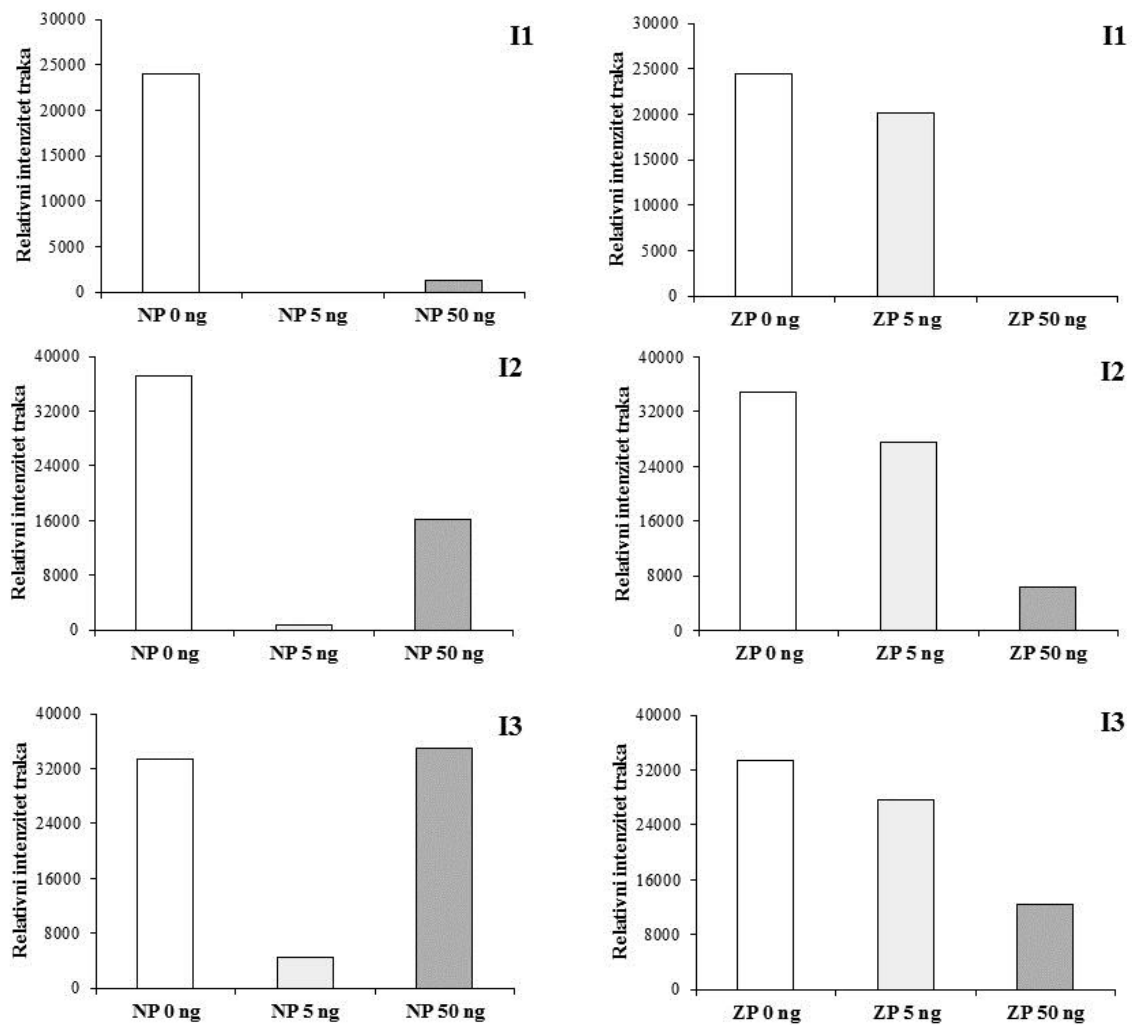 I1
Relativni intenzitet traka
30000
25000
20000
15000
10000
5000
0
NP 0 ng NP 5 ng NP 50 ng
I1
Relativni intenzitet traka
30000
25000
20000
15000
10000
5000
0
ZP 0 ng ZP 5 ng ZP 50 ng
I2
Relativni intenzitet traka
40000
32000
24000
16000
8000
0
NP 0 ng NP 5 ng NP 50 ng
I2
Relativni intenzitet traka
40000
32000
24000
16000
8000
0
ZP 0 ng ZP 5 ng ZP 50 ng
I3
Relativni intenzitet traka
40000
32000
24000
16000
8000
0
NP 0 ng NP 5 ng NP 50 ng
I3
Relativni intenzitet traka
40000
32000
24000
16000
8000
0
ZP 0 ng ZP 5 ng ZP 50 ng